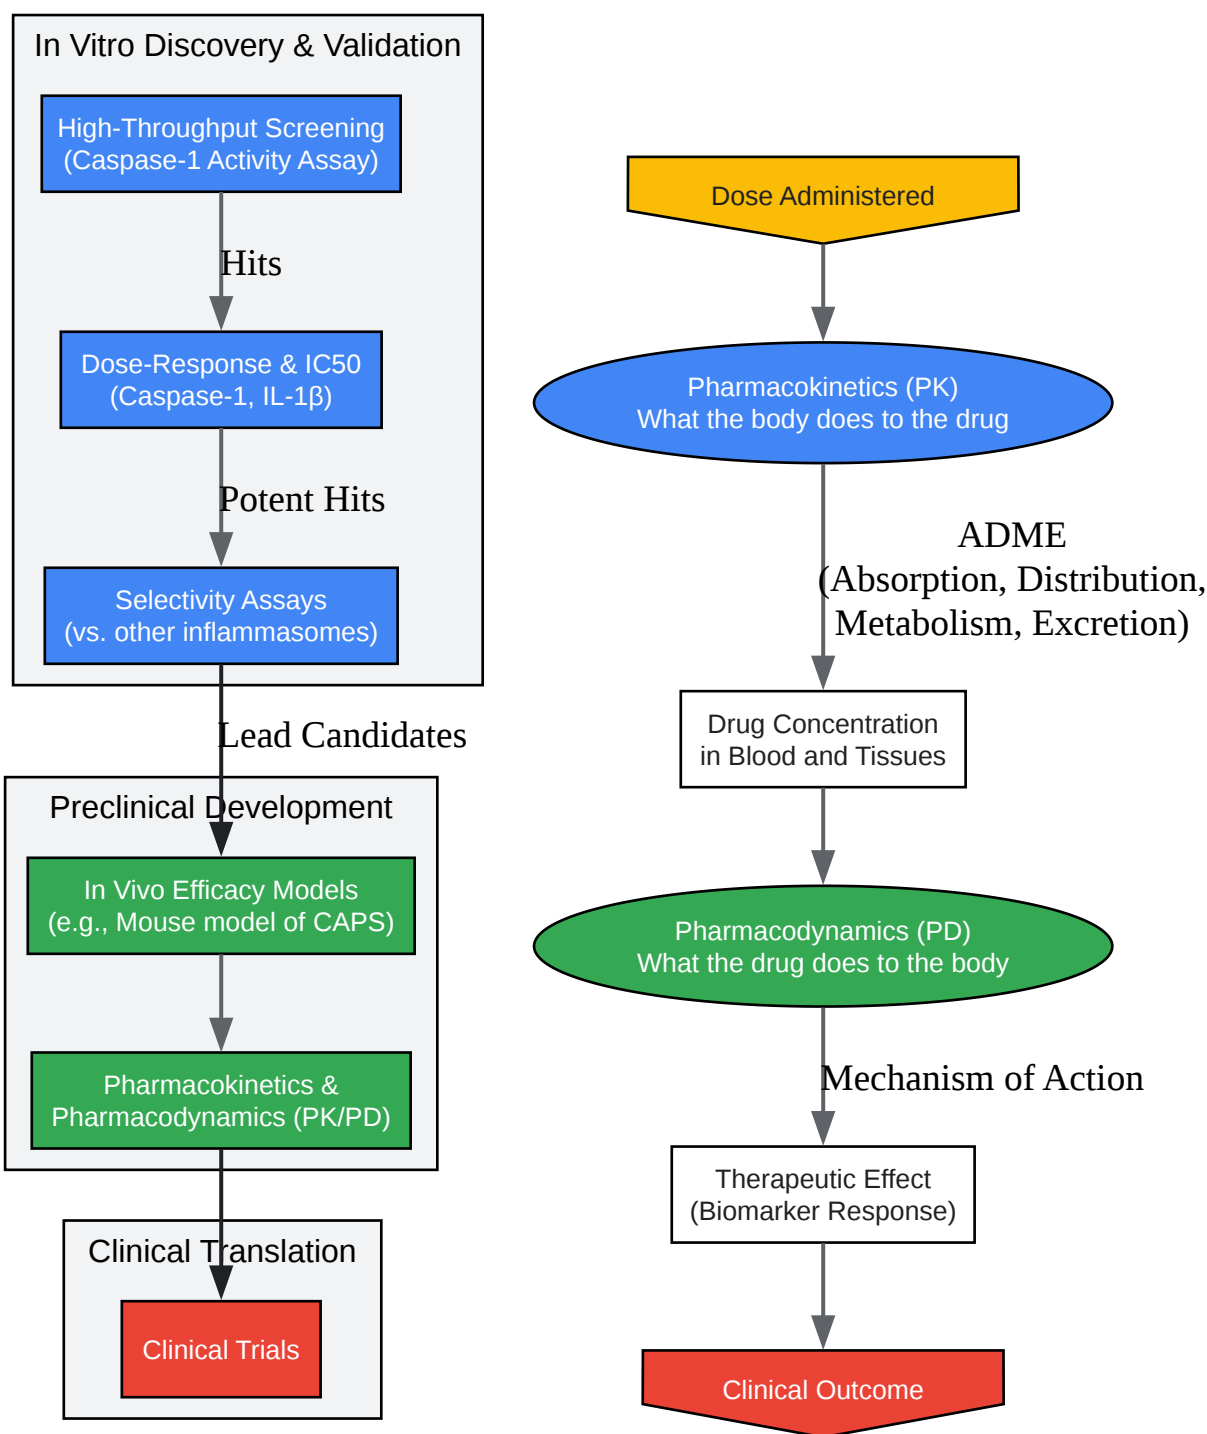 In Vitro Discovery & Validation
High-Throughput Screening
(Caspase-1 Activity Assay)
Hits
Dose-Response & IC50
(Caspase-1, IL-1β)
Potent Hits
Selectivity Assays
(vs. other inflammasomes)
Lead Candidates
Preclinical Development
In Vivo Efficacy Models
(e.g., Mouse model of CAPS)
Pharmacokinetics &
Pharmacodynamics (PK/PD)
Clinical Translation
Clinical Trials
Dose Administered
Pharmacokinetics (PK)
What the body does to the drug
ADME
(Absorption, Distribution,
Metabolism, Excretion)
Drug Concentration
in Blood and Tissues
Pharmacodynamics (PD)
What the drug does to the body
Mechanism of Action
Therapeutic Effect
(Biomarker Response)
Clinical Outcome